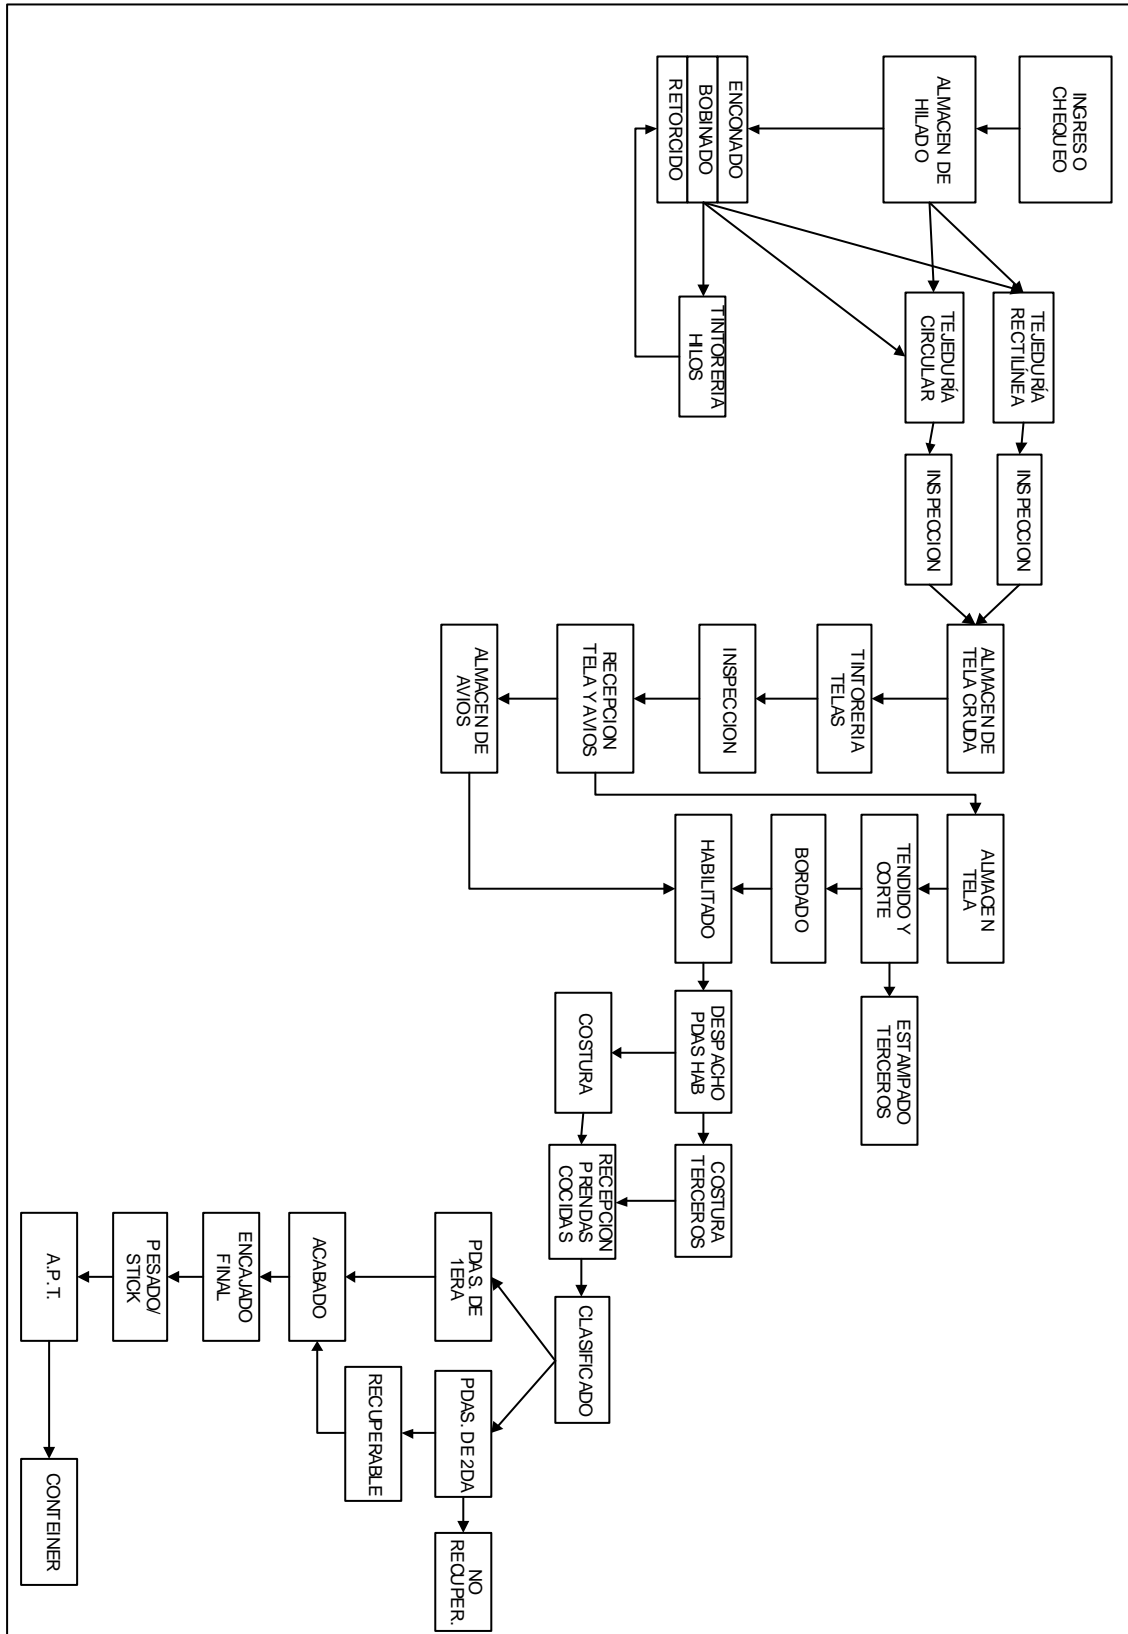 INGRESO
CHEQUEO
ALMACEN DE
HILADO
ENCONADO
BOBINADO
RETORCIDO
TEJEDURÍA
RECTILÍNEA
TEJEDURÍA
CIRCULAR
TINTORERIA
HILOS
INSPECCION
INSPECCION
ALMACEN DE
TELA CRUDA
TINTORERIA
TELAS
INSPECCION
RECEPCION
TELA Y AVIOS
ALMACEN DE
AVIOS
ALMACEN
TELA
TENDIDO Y
CORTE
BORDADO
HABILITADO
ESTAMPADO
TERCEROS
DESPACHO
PDAS HAB
COSTURA
COSTURA
TERCEROS
RECEPCION
PRENDAS
COCIDAS
CLASIFICADO
PDAS. DE
1ERA
ACABADO
ENCAJADO
FINAL
PESADO/
STICK
A.P.T.
PDAS. DE 2DA
RECUPERABLE
NO
RECUPER.
CONTEINER